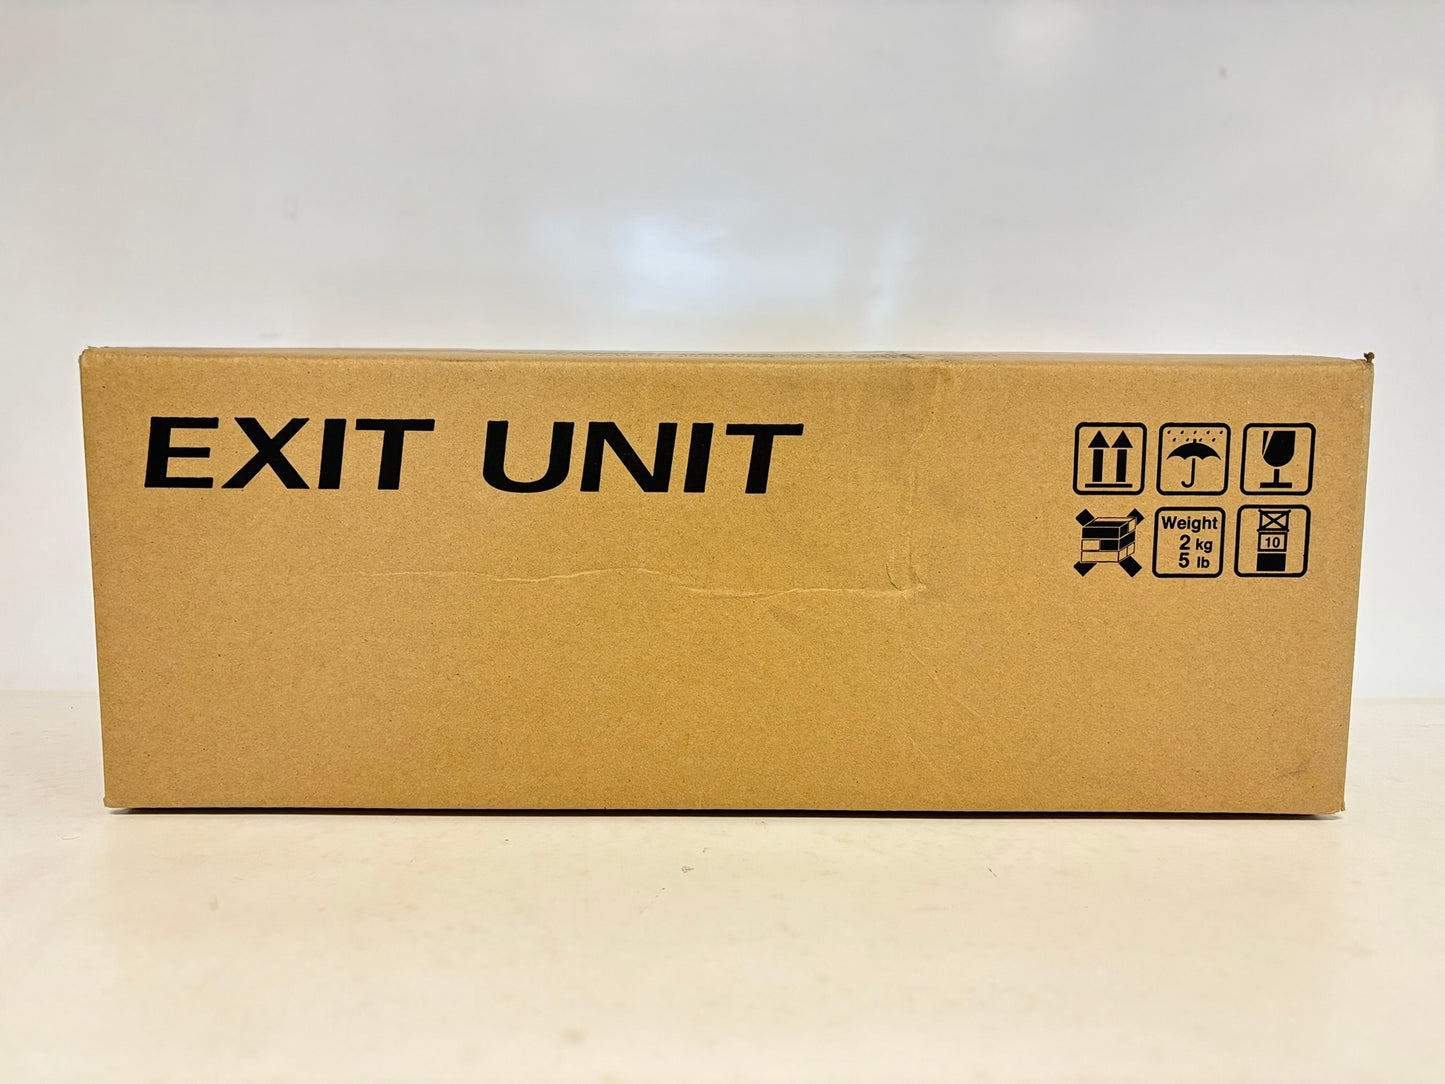 EXIT UNIT
Weight
2 kg
5 lb
10